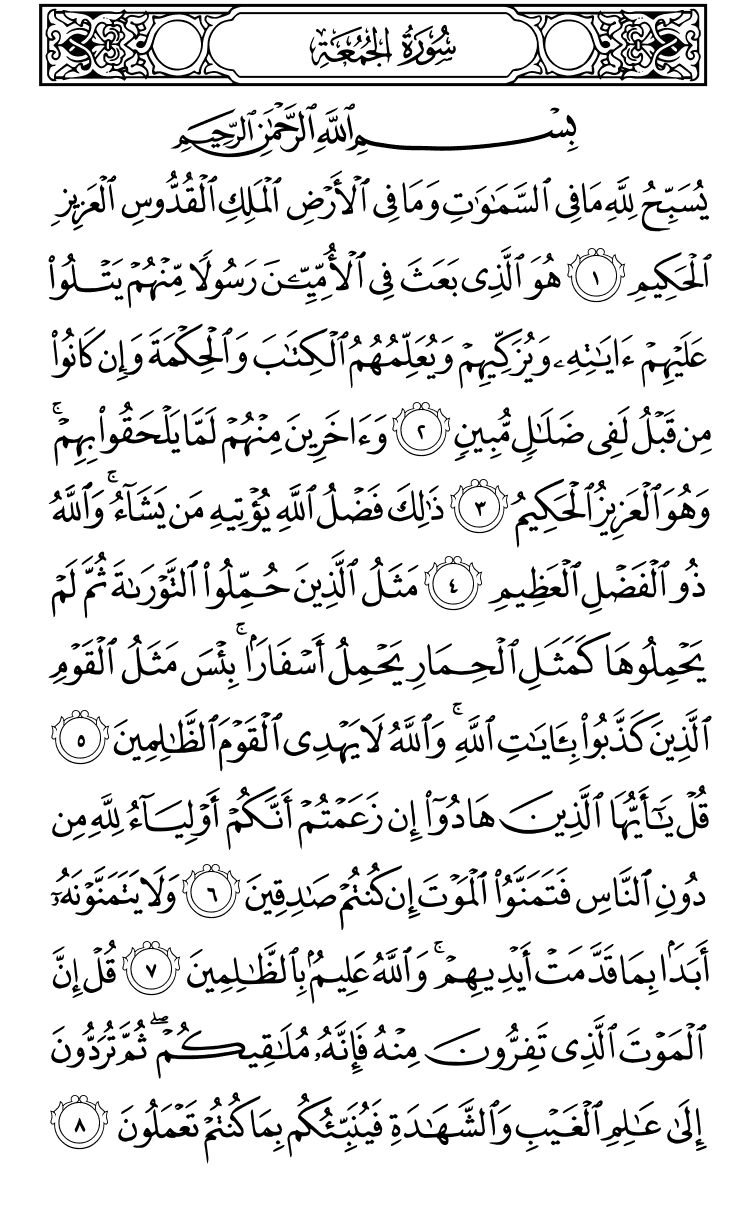 سُورَةُ الجُمُعَةِ
بِسْمِ ٱللَّهِ ٱلرَّحْمَٰنِ ٱلرَّحِيمِ
يُسَبِّحُ لِلَّهِ مَا فِى ٱلسَّمَٰوَٰتِ وَمَا فِى ٱلْأَرْضِ ٱلْمَلِكِ ٱلْقُدُّوسِ ٱلْعَزِيزِ
ٱلْحَكِيمِ ١ هُوَ ٱلَّذِى بَعَثَ فِى ٱلْأُمِّيِّـۧنَ رَسُولًا مِّنْهُمْ يَتْلُوا۟
عَلَيْهِمْ ءَايَٰتِهِۦ وَيُزَكِّيهِمْ وَيُعَلِّمُهُمُ ٱلْكِتَٰبَ وَٱلْحِكْمَةَ وَإِن كَانُوا۟
مِن قَبْلُ لَفِى ضَلَٰلٍ مُّبِينٍ ٢ وَءَاخَرِينَ مِنْهُمْ لَمَّا يَلْحَقُوا۟ بِهِمْ ۚ
وَهُوَ ٱلْعَزِيزُ ٱلْحَكِيمُ ٣ ذَٰلِكَ فَضْلُ ٱللَّهِ يُؤْتِيهِ مَن يَشَآءُ ۚ وَٱللَّهُ
ذُو ٱلْفَضْلِ ٱلْعَظِيمِ ٤ مَثَلُ ٱلَّذِينَ حُمِّلُوا۟ ٱلتَّوْرَىٰةَ ثُمَّ لَمْ
يَحْمِلُوهَا كَمَثَلِ ٱلْحِمَارِ يَحْمِلُ أَسْفَارًۢا ۚ بِئْسَ مَثَلُ ٱلْقَوْمِ
ٱلَّذِينَ كَذَّبُوا۟ بِـَٔايَٰتِ ٱللَّهِ ۚ وَٱللَّهُ لَا يَهْدِى ٱلْقَوْمَ ٱلظَّٰلِمِينَ ٥
قُلْ يَٰٓأَيُّهَا ٱلَّذِينَ هَادُوٓا۟ إِن زَعَمْتُمْ أَنَّكُمْ أَوْلِيَآءُ لِلَّهِ مِن
دُونِ ٱلنَّاسِ فَتَمَنَّوُا۟ ٱلْمَوْتَ إِن كُنتُمْ صَٰدِقِينَ ٦ وَلَا يَتَمَنَّوْنَهُۥٓ
أَبَدًۢا بِمَا قَدَّمَتْ أَيْدِيهِمْ ۚ وَٱللَّهُ عَلِيمٌۢ بِٱلظَّٰلِمِينَ ٧ قُلْ إِنَّ
ٱلْمَوْتَ ٱلَّذِى تَفِرُّونَ مِنْهُ فَإِنَّهُۥ مُلَٰقِيكُمْ ۖ ثُمَّ تُرَدُّونَ
إِلَىٰ عَٰلِمِ ٱلْغَيْبِ وَٱلشَّهَٰدَةِ فَيُنَبِّئُكُم بِمَا كُنتُمْ تَعْمَلُونَ ٨